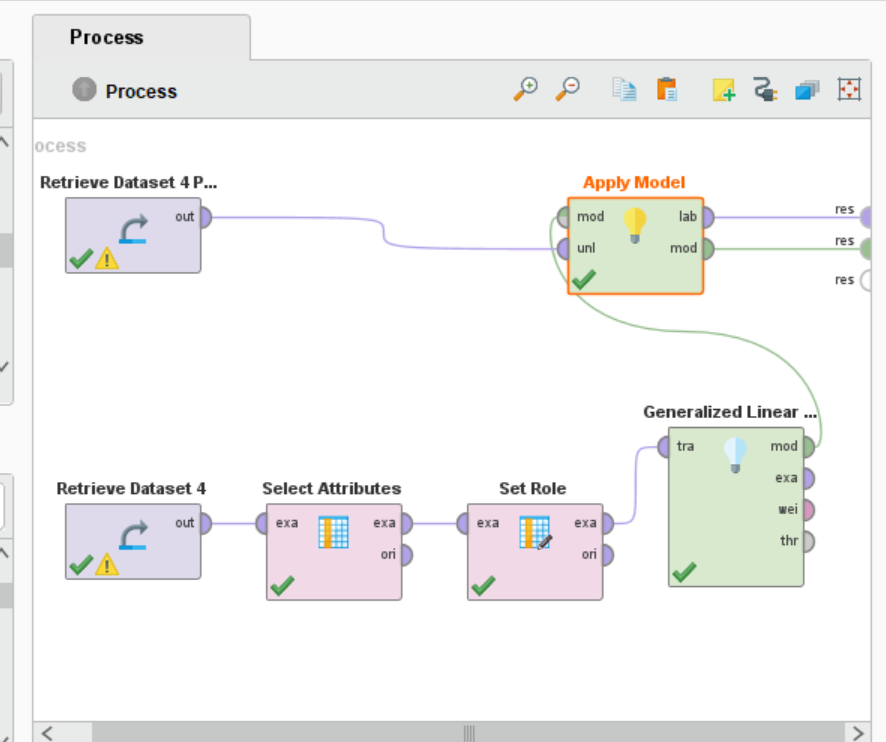 Process
Process
ocess
Retrieve Dataset 4 P...
out
Apply Model
mod
lab
unl
mod
res
res
res
Generalized Linear ...
tra
mod
exa
wei
thr
Retrieve Dataset 4
out
Select Attributes
exa
exa
ori
Set Role
exa
exa
ori